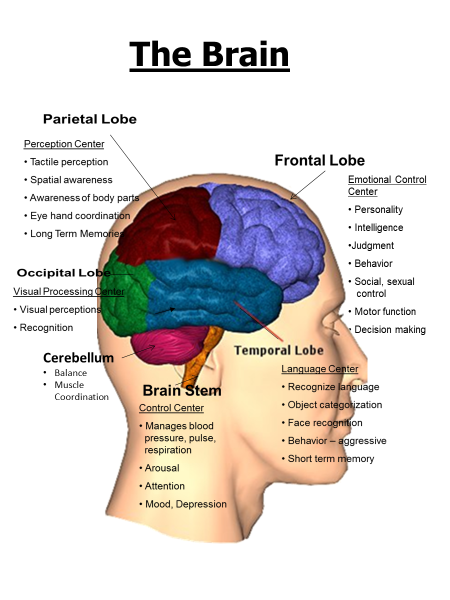 The Brain
Parietal Lobe
Perception Center
• Tactile perception
• Spatial awareness
• Awareness of body parts
• Eye hand coordination
• Long Term Memories
Frontal Lobe
Emotional Control
Center
• Personality
• Intelligence
•Judgment
• Behavior
• Social, sexual
control
• Motor function
• Decision making
Occipital Lobe
Visual Processing Center
• Visual perceptions
• Recognition
Cerebellum
• Balance
• Muscle
Coordination
Brain Stem
Control Center
• Manages blood
pressure, pulse,
respiration
• Arousal
• Attention
• Mood, Depression
Temporal Lobe
Language Center
• Recognize language
• Object categorization
• Face recognition
• Behavior – aggressive
• Short term memory